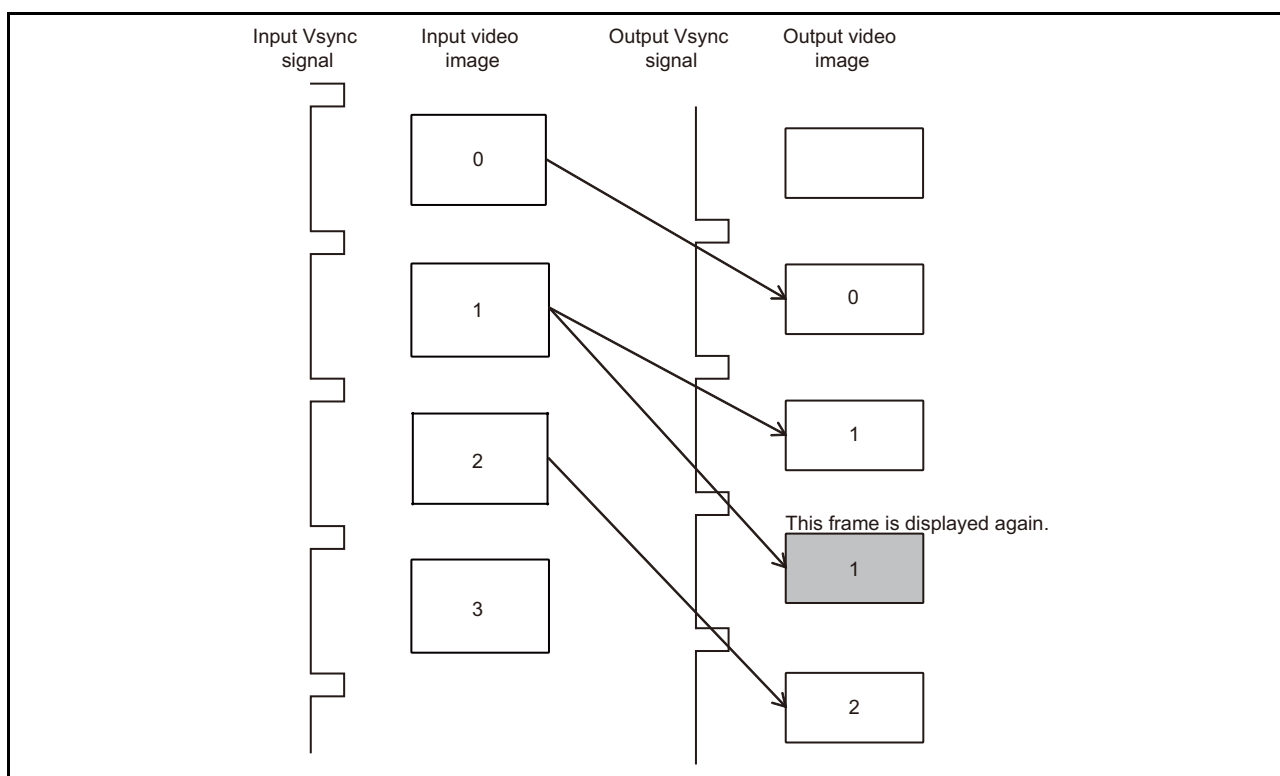 Input Vsync
signal
Input video
image
Output Vsync
signal
Output video
image
0
1
2
3
0
1
This frame is displayed again.
1
2